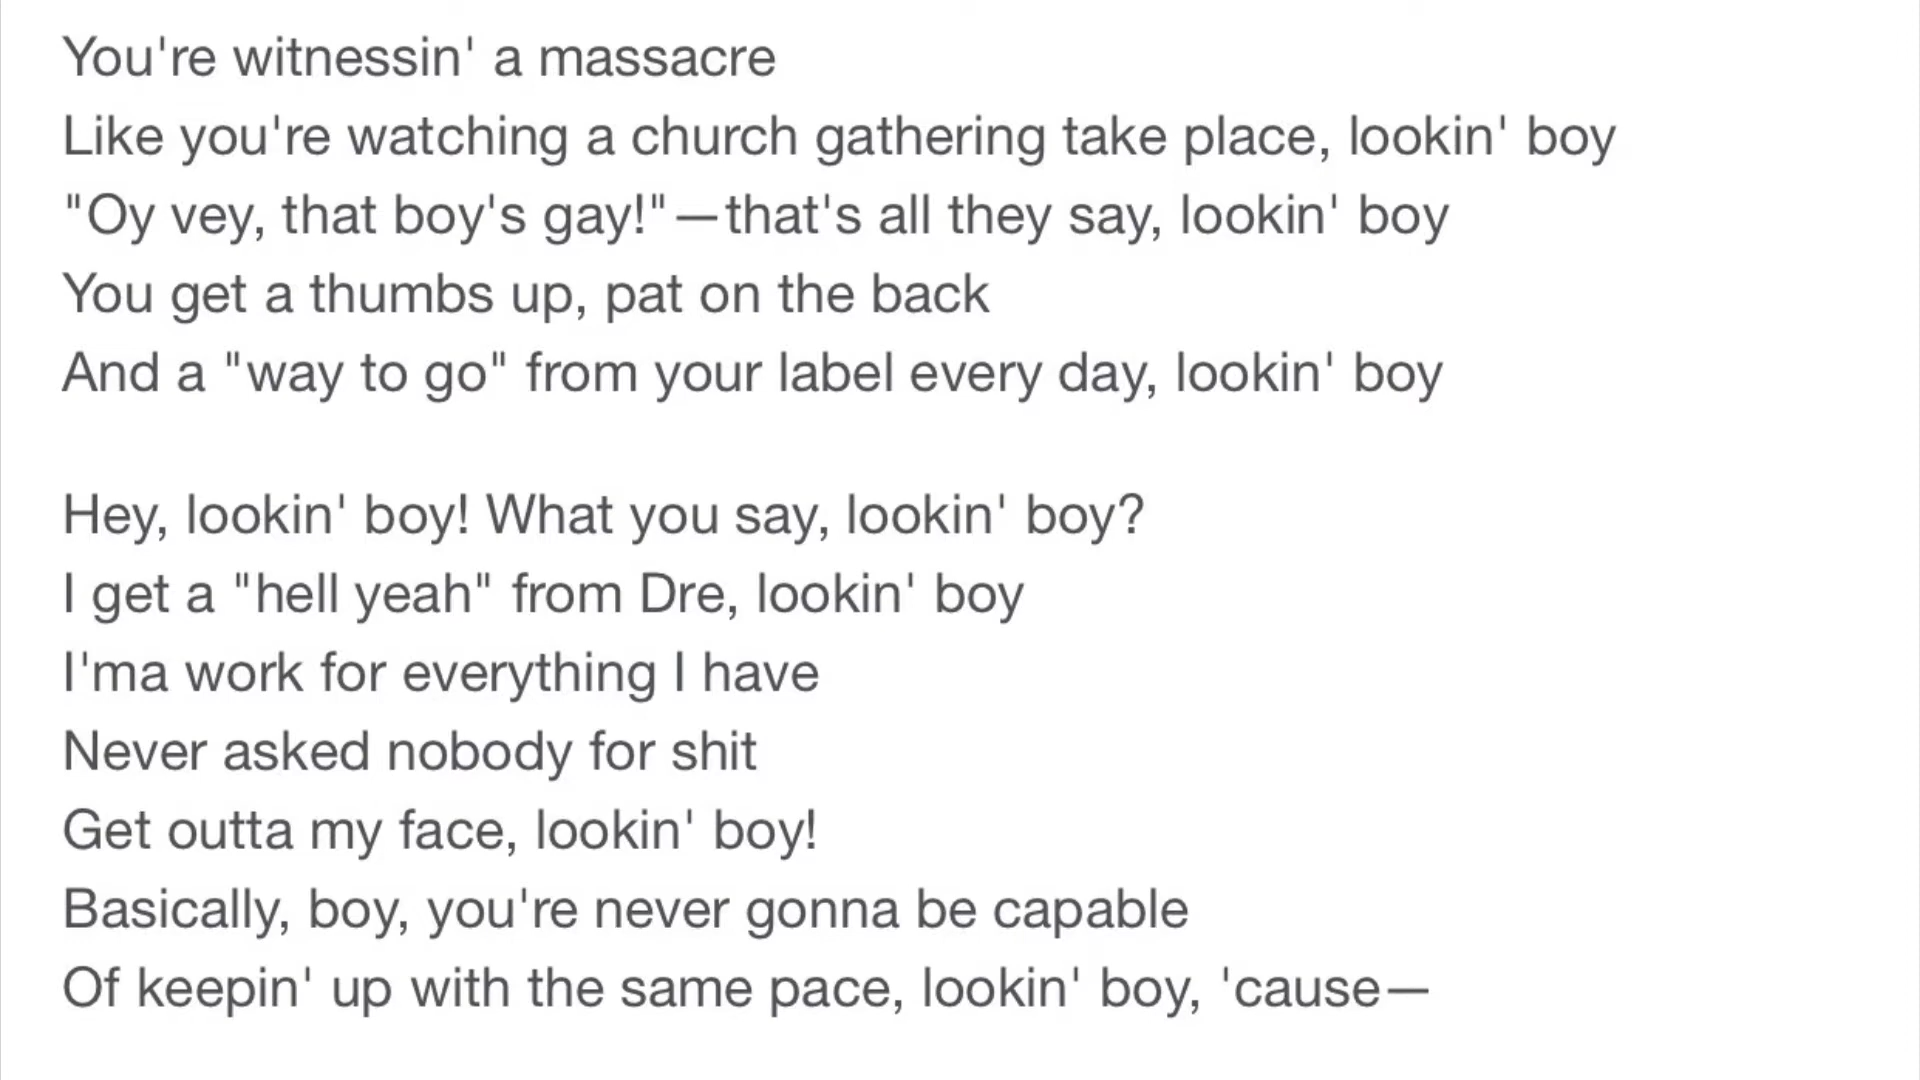 You're witnessin' a massacre
Like you're watching a church gathering take place, lookin' boy
"Oy vey, that boy's gay!"—that's all they say, lookin' boy
You get a thumbs up, pat on the back
And a "way to go" from your label every day, lookin' boy
Hey, lookin' boy! What you say, lookin' boy?
I get a "hell yeah" from Dre, lookin' boy
I'ma work for everything I have
Never asked nobody for shit
Get outta my face, lookin' boy!
Basically, boy, you're never gonna be capable
Of keepin' up with the same pace, lookin' boy, 'cause—